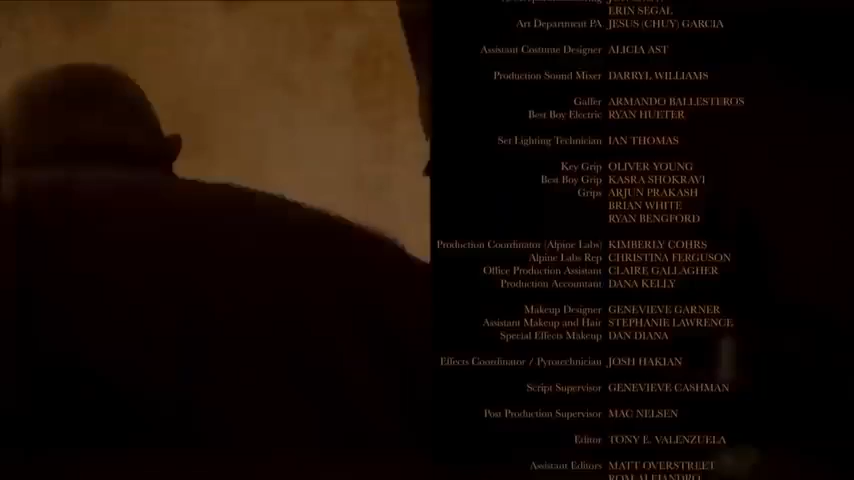 ERIN SEGAL
Art Department PA JESUS (CHUY) GARCIA
Assistant Costume Designer ALICIA AST
Production Sound Mixer DARRYL WILLIAMS
Gaffer ARMANDO BALLESTEROS
Best Boy Electric RYAN HUETER
Set Lighting Technician IAN THOMAS
Key Grip OLIVER YOUNG
Best Boy Grip KASRA SHOKRAVI
Grips ARJUN PRAKASH
BRIAN WHITE
RYAN BENGFORD
Production Coordinator (Alpine Labs) KIMBERLY COHRS
Alpine Labs Rep CHRISTINA FERGUSON
Office Production Assistant CLAIRE GALLAGHER
Production Accountant DANA KELLY
Makeup Designer GENEVIEVE GARNER
Assistant Makeup and Hair STEPHANIE LAWRENCE
Special Effects Makeup DAN DIANA
Effects Coordinator / Pyrotechnician JOSH HAKIAN
Script Supervisor GENEVIEVE CASHMAN
Post Production Supervisor MAC NELSEN
Editor TONY E. VALENZUELA
Assistant Editors MATT OVERSTREET